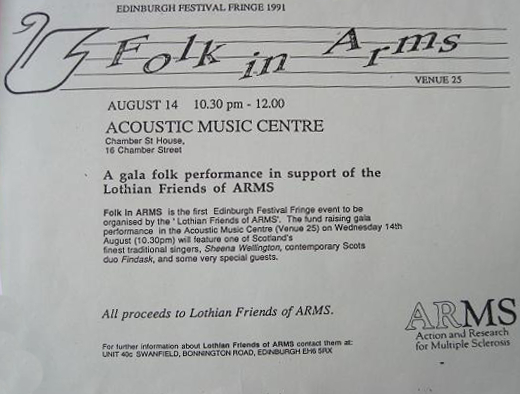 EDINBURGH FESTIVAL FRINGE 1991
Folk in Arms
VENUE 25
AUGUST 14 10.30 pm - 12.00
ACOUSTIC MUSIC CENTRE
Chamber St House,
16 Chamber Street
A gala folk performance in support of the
Lothian Friends of ARMS
Folk in ARMS is the first Edinburgh Festival Fringe event to be
organised by the ' Lothian Friends of ARMS'. The fund raising gala
performance in the Acoustic Music Centre (Venue 25) on Wednesday 14th
August (10.30pm) will feature one of Scotland's
finest traditional singers, Sheena Wellington, contemporary Scots
duo Findask, and some very special guests.
All proceeds to Lothian Friends of ARMS.
ARMS
Action and Research
for Multiple Sclerosis
For further information about Lothian Friends of ARMS contact them at:
UNIT 40c SWANFIELD, BONNINGTON ROAD, EDINBURGH EH6 5RX